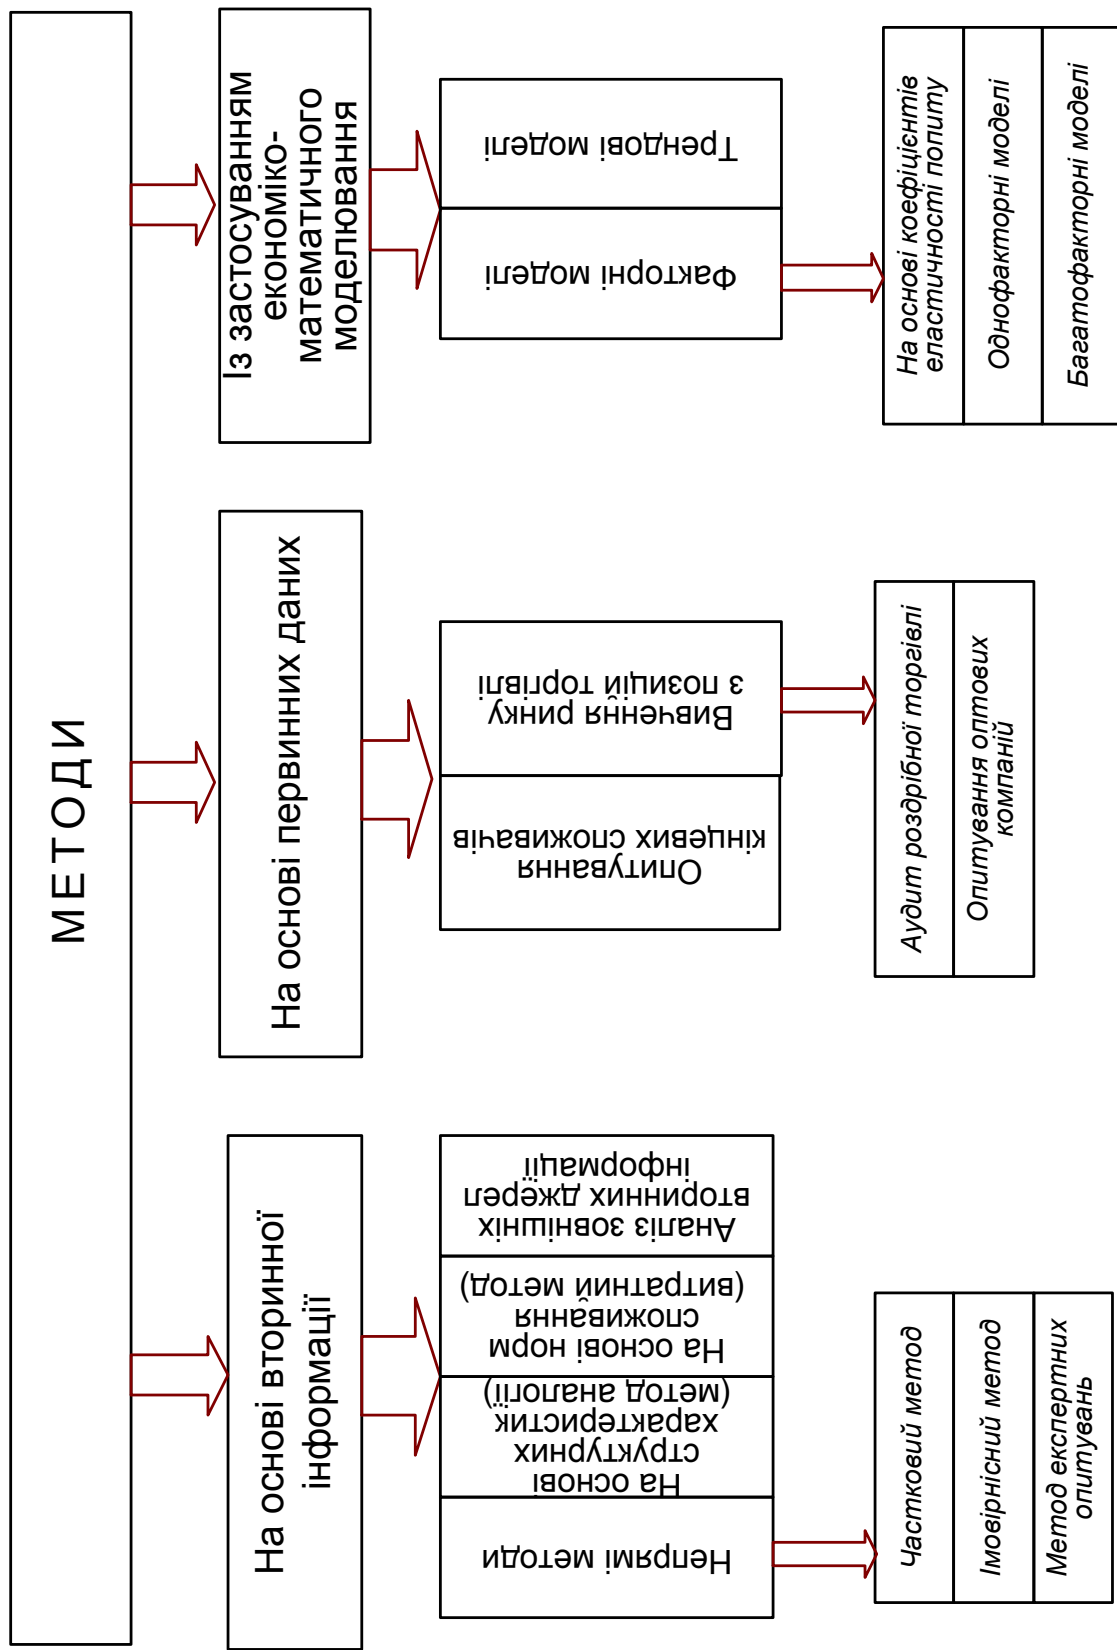 МЕТОДИ
На основі вторинної
інформації
На основі первинних даних
Із застосуванням
економіко-
математичного
моделювання
Непрямі методи
На основі
структурних
характеристик
(метод аналогії)
На основі норм
споживання
(витратний метод)
Аналіз зовнішніх
вторинних джерел
інформації
Опитування
кінцевих споживачів
Вивчення ринку
з позицій торгівлі
Факторні моделі
Трендові моделі
Частковий метод
Імовірнісний метод
Метод експертних
опитувань
Аудит роздрібної торгівлі
Опитування оптових
компаній
На основі коефіцієнтів
еластичності попиту
Однофакторні моделі
Багатофакторні моделі